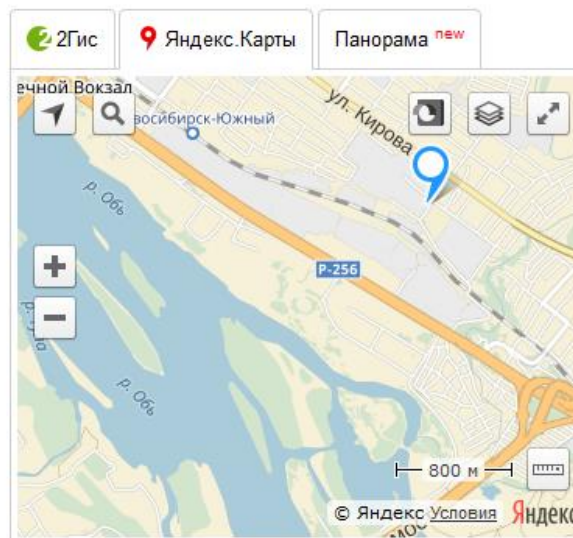 2Гис
Яндекс.Карты
Панорама new
ечной Вокзал
восибирск-Южный
ул. Кирова
р. Обь
Р-256
р. Обь
800 м
© Яндекс Условия
Яндекс